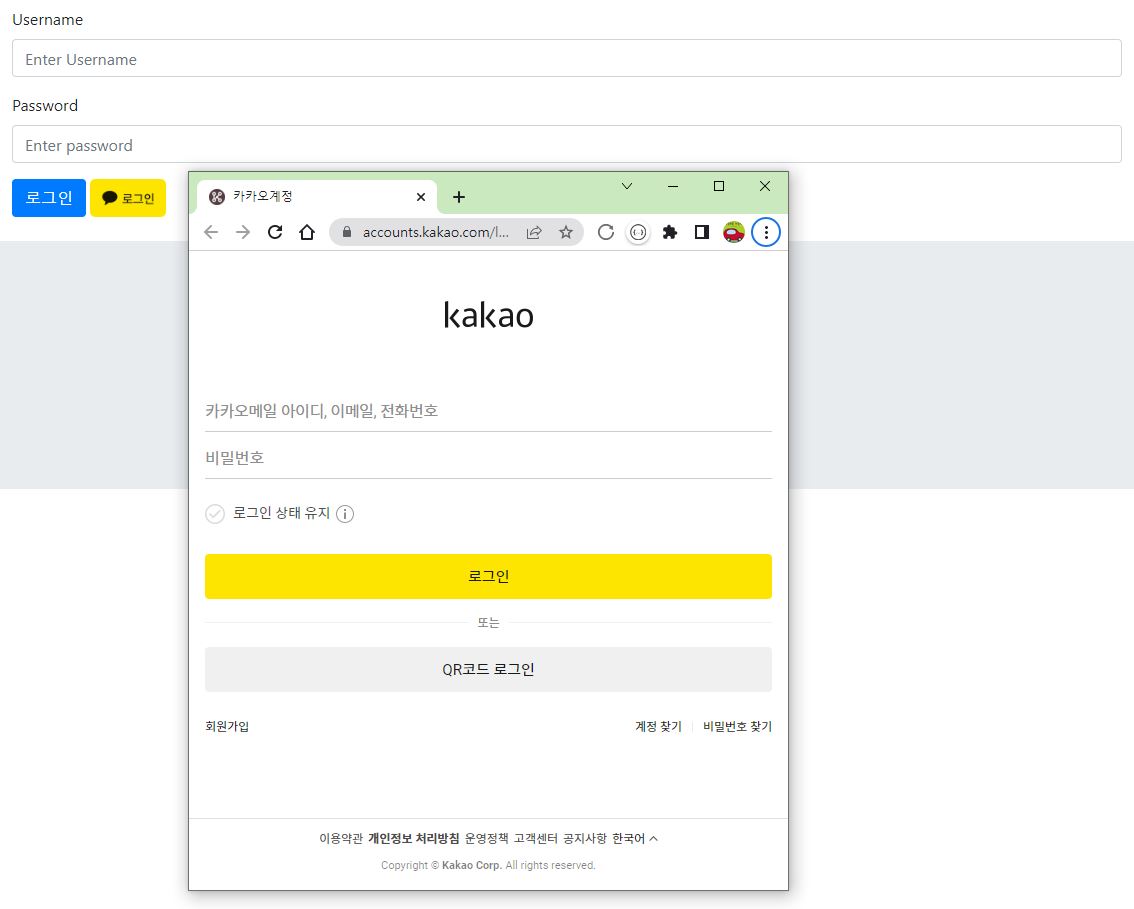 Username
Enter Username
Password
Enter password
로그인
로그인
카카오계정
accounts.kakao.com/l...
kakao
카카오메일 아이디, 이메일, 전화번호
비밀번호
로그인 상태 유지
로그인
또는
QR코드 로그인
회원가입 계정 찾기 비밀번호 찾기
이용약관 개인정보 처리방침 운영정책 고객센터 공지사항 한국어
Copyright © Kakao Corp. All rights reserved.